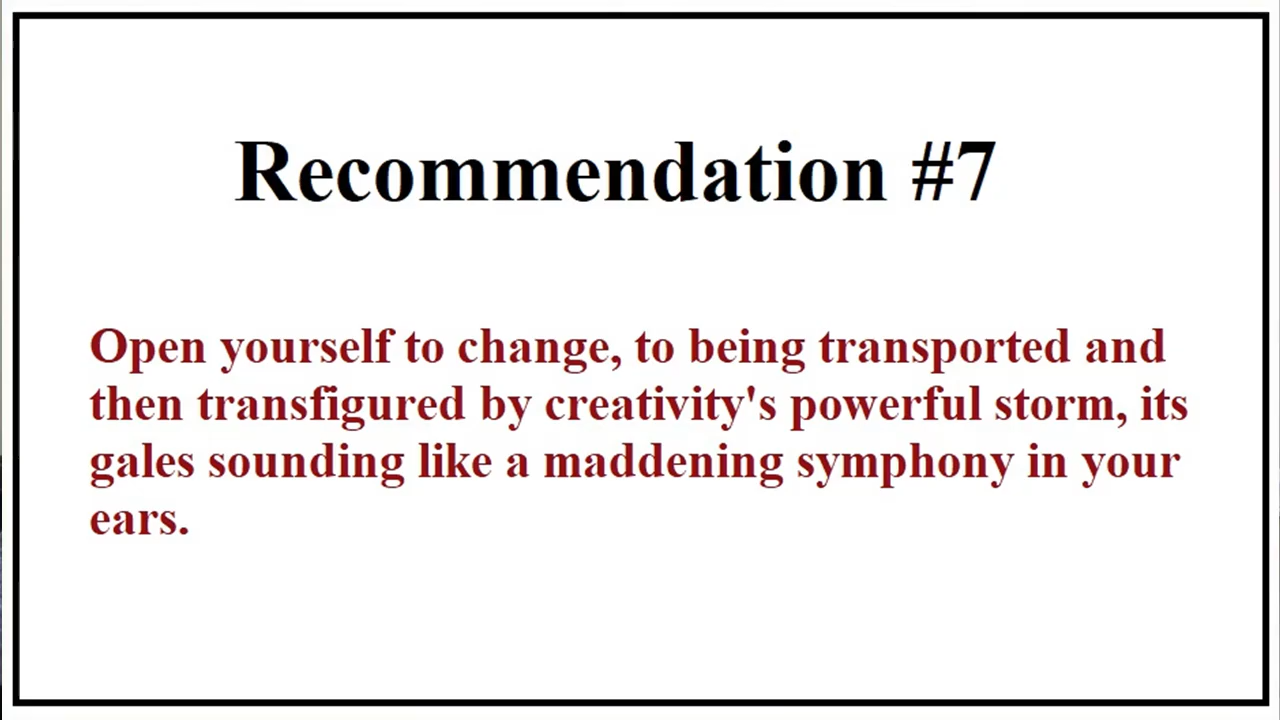 Recommendation #7
Open yourself to change, to being transported and
then transfigured by creativity's powerful storm, its
gales sounding like a maddening symphony in your
ears.